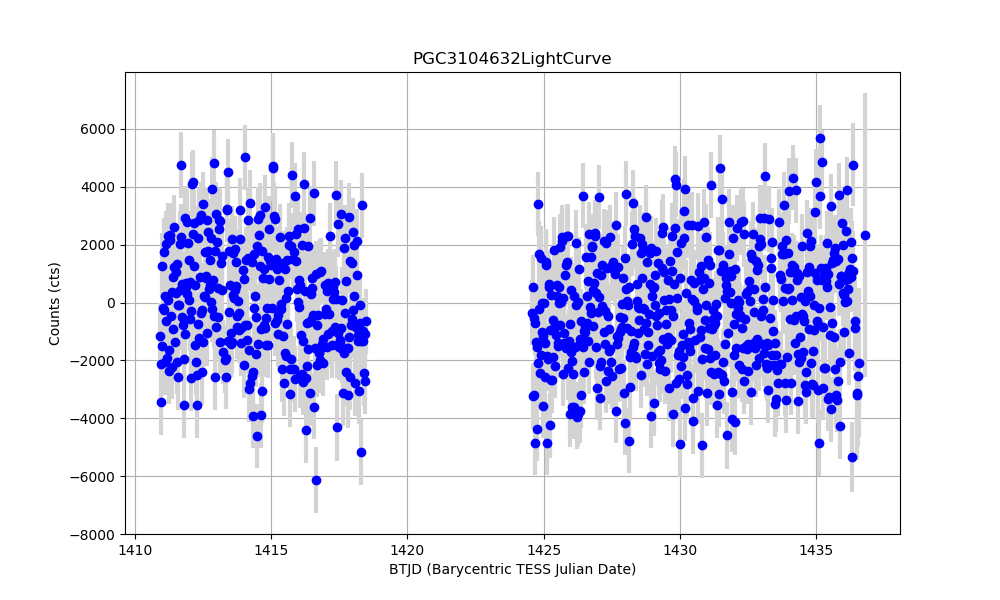 PGC3104632LightCurve
6000
4000
2000
0
−2000
−4000
−6000
−8000
Counts (cts)
1410 1415 1420 1425 1430 1435
BTJD (Barycentric TESS Julian Date)